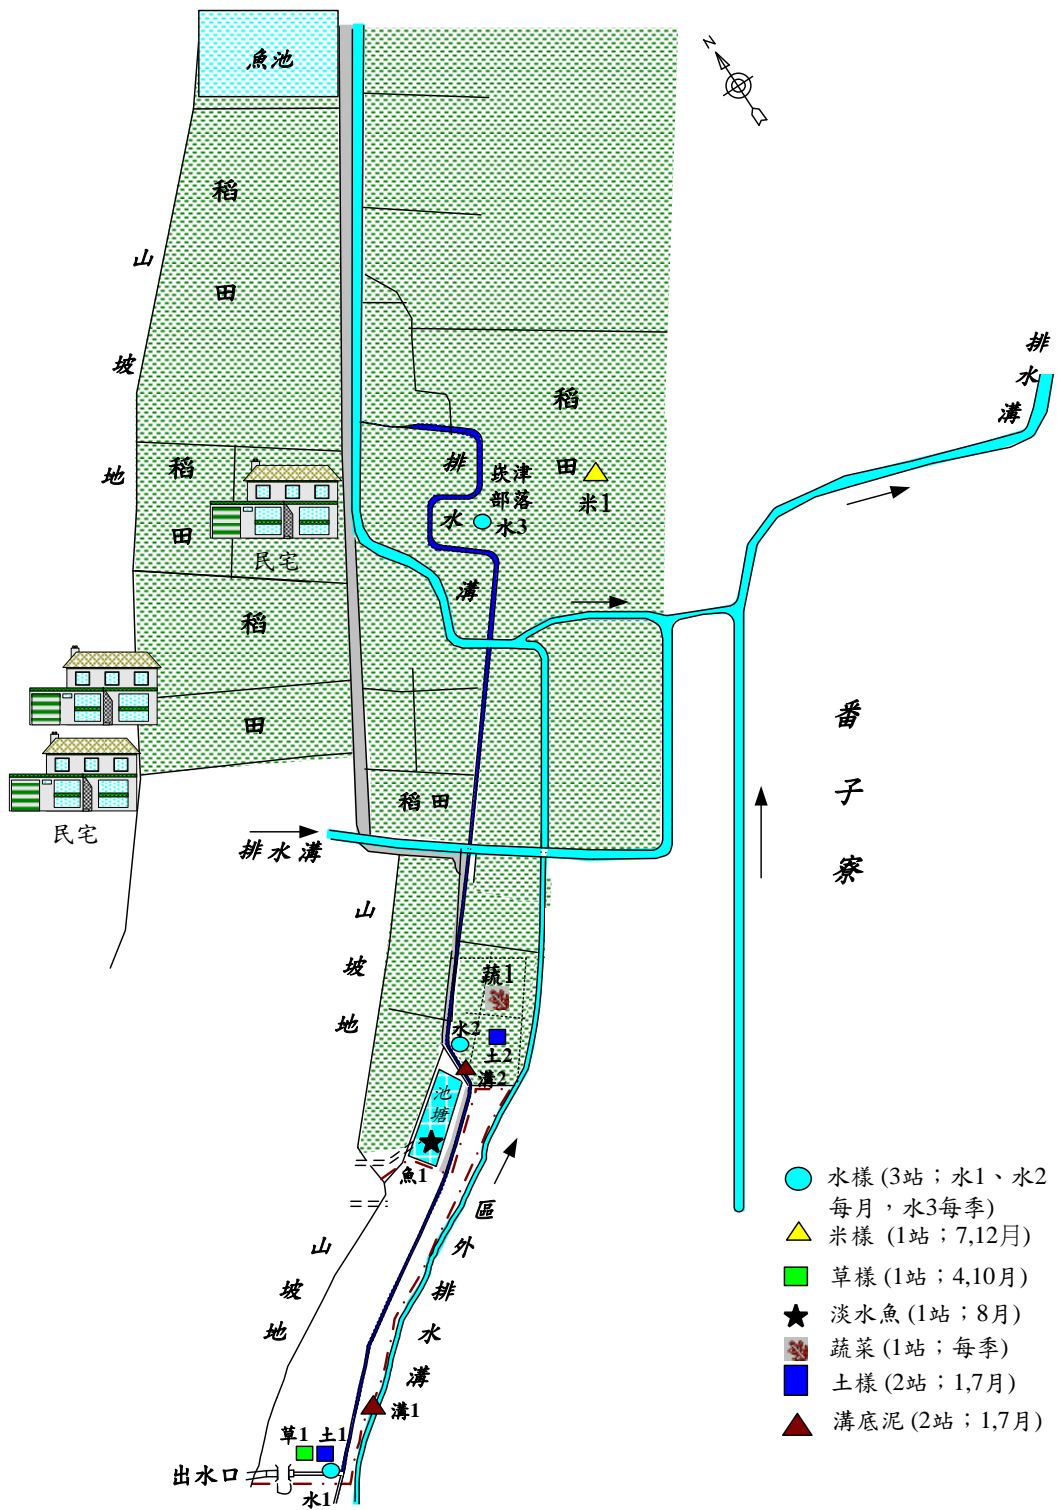 魚池
N
稻
田
山
坡
地
排
水
溝
稻
田
米1
稻
田
排
水
溝
崁津
部落
水3
民宅
稻
田
民宅
稻田
排水溝
番
子
寮
山
坡
地
蔬1
水2
土2
溝2
池
塘
魚1
區
外
排
水
溝
山
坡
地
溝1
草1 土1
出水口
水1
水樣 (3站；水1、水2
每月，水3每季)
米樣 (1站；7,12月)
草樣 (1站；4,10月)
淡水魚 (1站；8月)
蔬菜 (1站；每季)
土樣 (2站；1,7月)
溝底泥 (2站；1,7月)